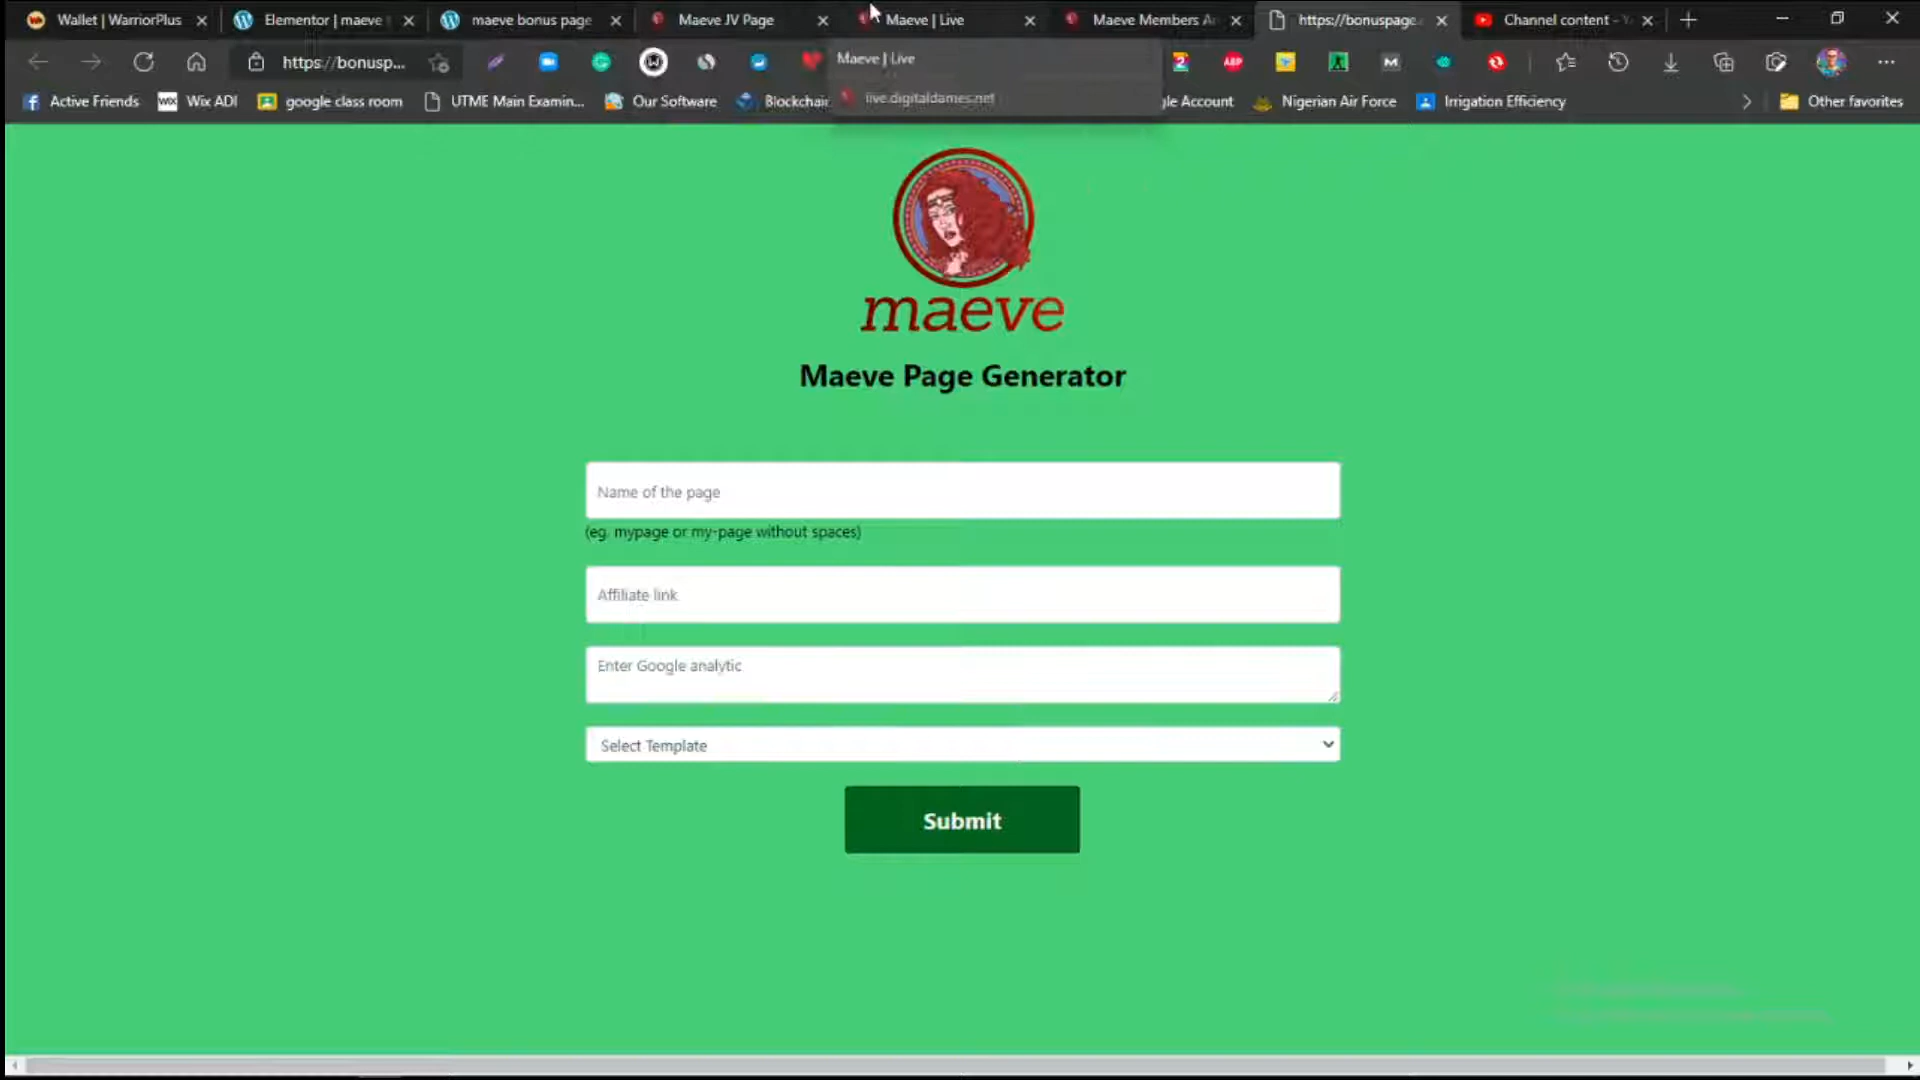 Wallet | WarriorPlus
Elementor | maeve
maeve bonus page
Maeve JV Page
Maeve | Live
Maeve Members A
https://bonuspage.
Channel content - Y
https://bonusp...
Maeve | Live
live.digitaldames.net
Active Friends
Wix ADI
google class room
UTME Main Examin...
Our Software
Blockchain
le Account
Nigerian Air Force
Irrigation Efficiency
Other favorites
maeve
Maeve Page Generator
Name of the page
(eg. mypage or my-page without spaces)
Affiliate link
Enter Google analytic
Select Template
Submit